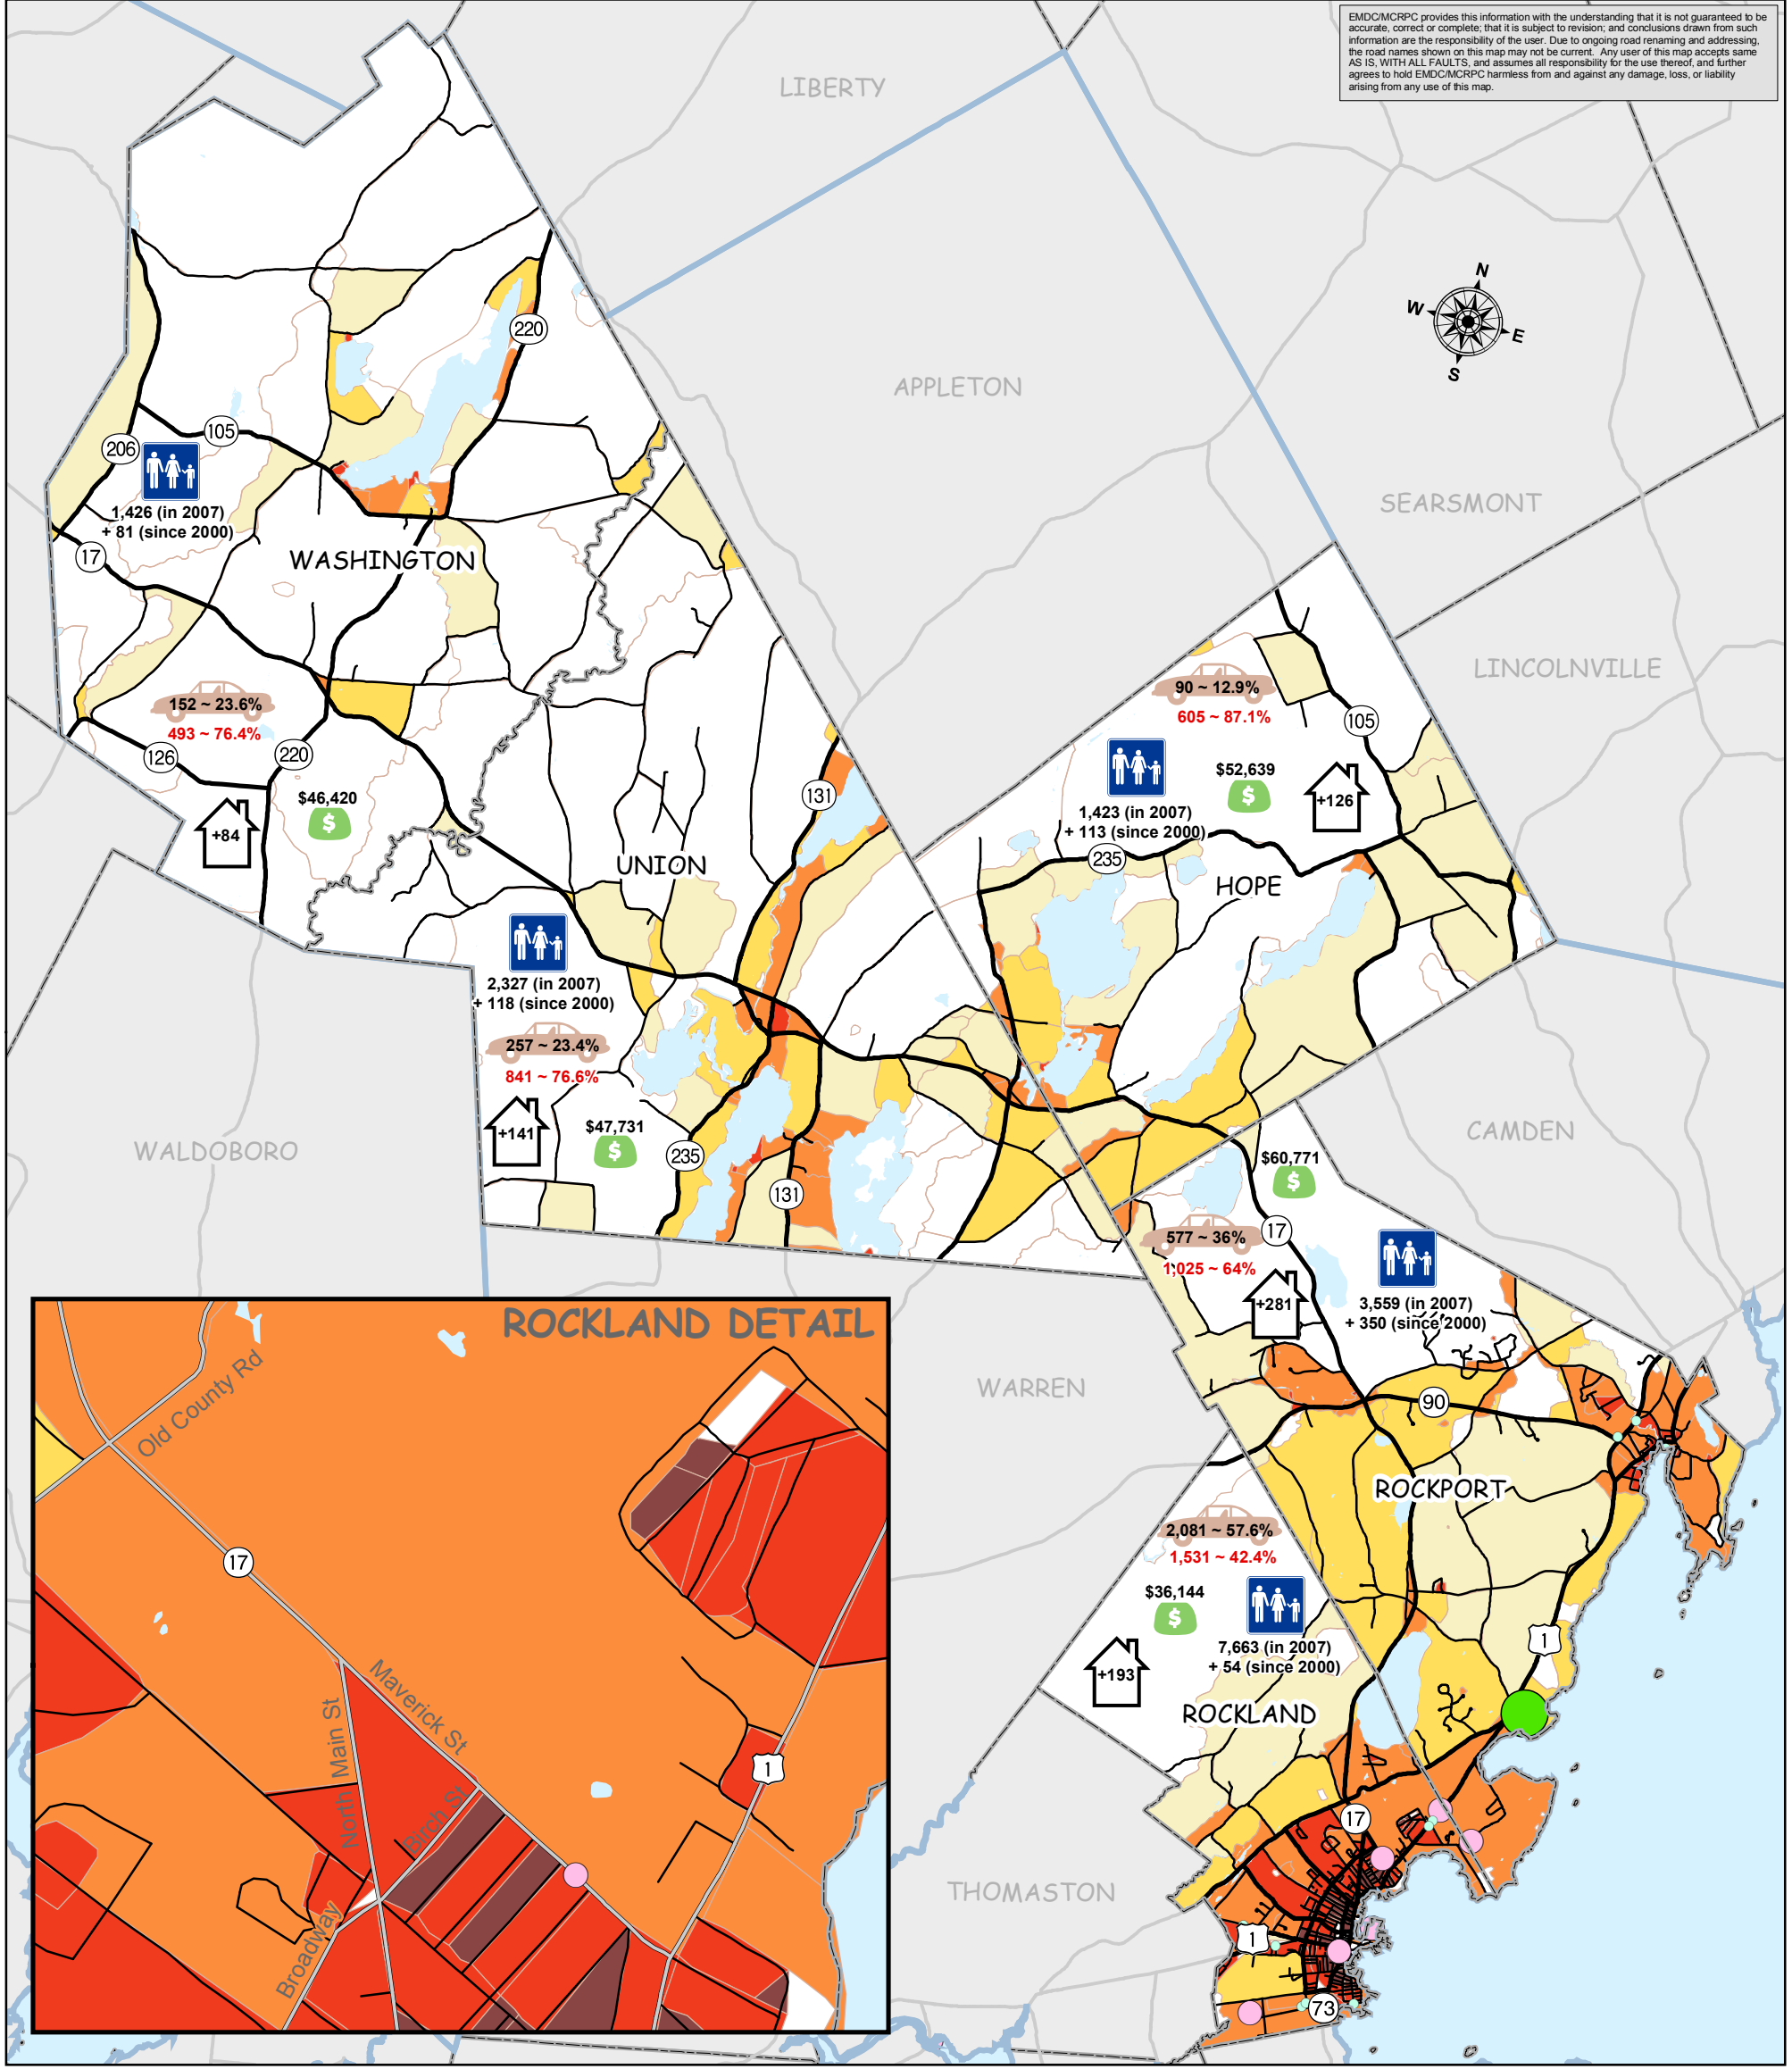 EMDC/MCRPC provides this information with the understanding that it is not guaranteed to be
accurate, correct or complete; that it is subject to revision; and conclusions drawn from such
information are the responsibility of the user. Due to ongoing road renaming and addressing,
the road names shown on this map may not be current. Any user of this map accepts same
AS IS, WITH ALL FAULTS, and assumes all responsibility for the use thereof, and further
agrees to hold EMDC/MCRPC harmless from and against any damage, loss, or liability
arising from any use of this map.
LIBERTY
N
W
E
S
220
APPLETON
105
206
SEARSMONT
1,426 (in 2007)
+ 81 (since 2000)
17
WASHINGTON
LINCOLNVILLE
90 ~ 12.9%
605 ~ 87.1%
105
152 ~ 23.6%
493 ~ 76.4%
126
220
$52,639
$
+126
131
$46,420
$
+84
1,423 (in 2007)
+ 113 (since 2000)
235
UNION
HOPE
2,327 (in 2007)
+ 118 (since 2000)
257 ~ 23.4%
841 ~ 76.6%
+141
$47,731
$
235
131
WALDOBORO
CAMDEN
$60,771
$
577 ~ 36%
17
1,025 ~ 64%
+281
3,559 (in 2007)
+ 350 (since 2000)
ROCKLAND DETAIL
WARREN
90
Old County Rd
ROCKPORT
2,081 ~ 57.6%
1,531 ~ 42.4%
17
$36,144
$
7,663 (in 2007)
+ 54 (since 2000)
+193
1
ROCKLAND
Maverick St
North Main St
1
Birch St
17
THOMASTON
Broadway
1
73